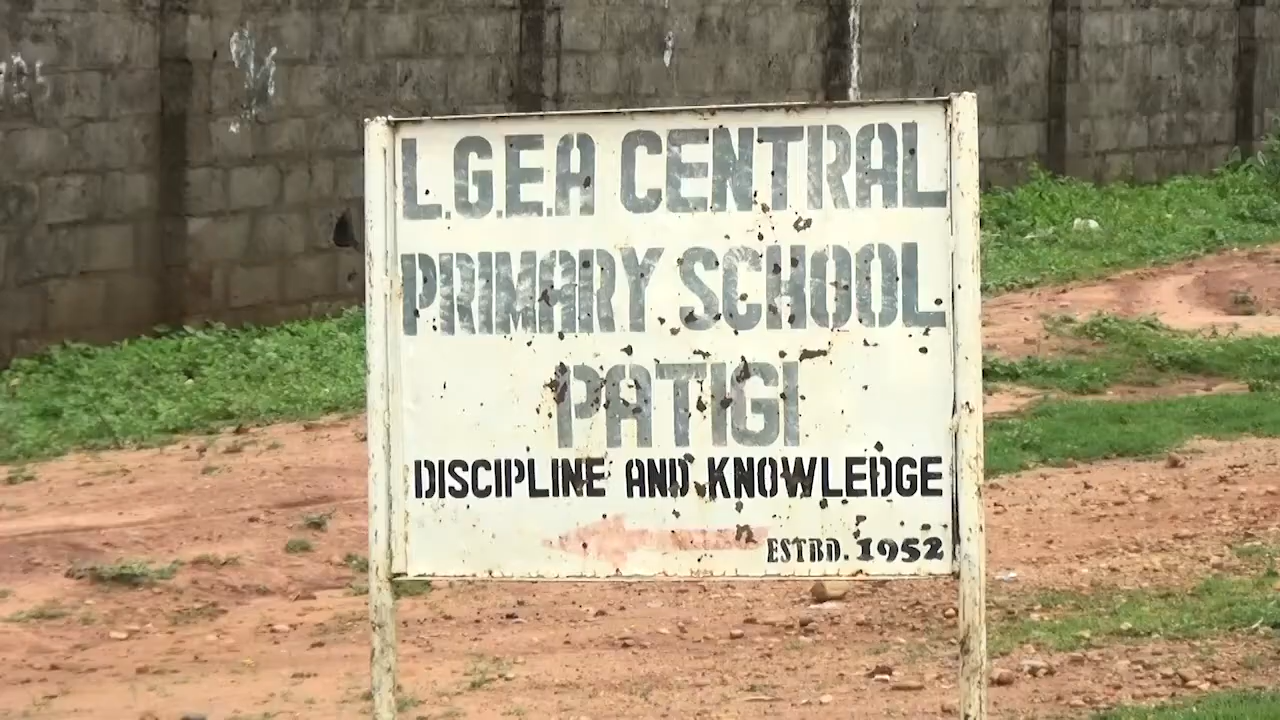 L.G.E.A CENTRAL
PRIMARY SCHOOL
PATIGI
DISCIPLINE AND KNOWLEDGE
ESTBD. 1952